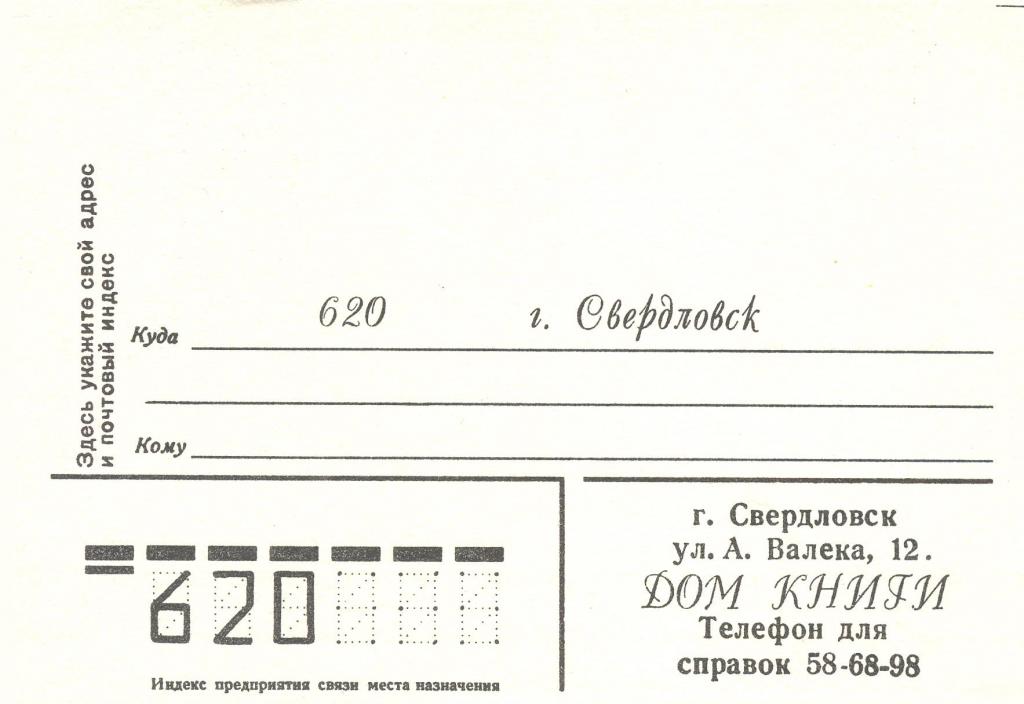 Здесь укажите свой адрес
и почтовый индекс
620 г. Свердловск
Куда
Кому
620
Индекс предприятия связи места назначения
г. Свердловск
ул. А. Валека, 12.
ДОМ КНИГИ
Телефон для
справок 58-68-98